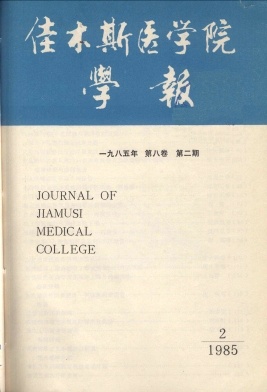 佳木斯医学院
學報
一九八五年 第八卷 第二期
JOURNAL OF
JIAMUSI
MEDICAL
COLLEGE
2
1985